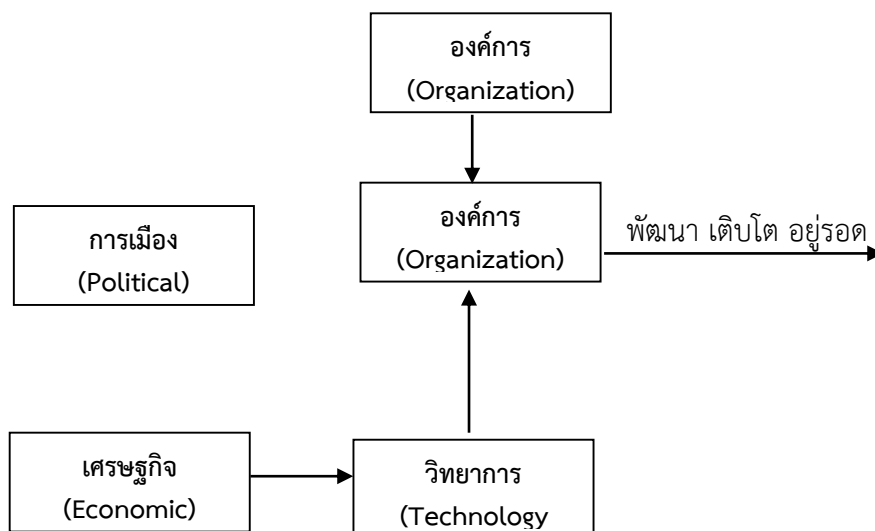 องค์การ
(Organization)
องค์การ
(Organization)
การเมือง
(Political)
พัฒนา เติบโต อยู่รอด
เศรษฐกิจ
(Economic)
วิทยาการ
(Technology